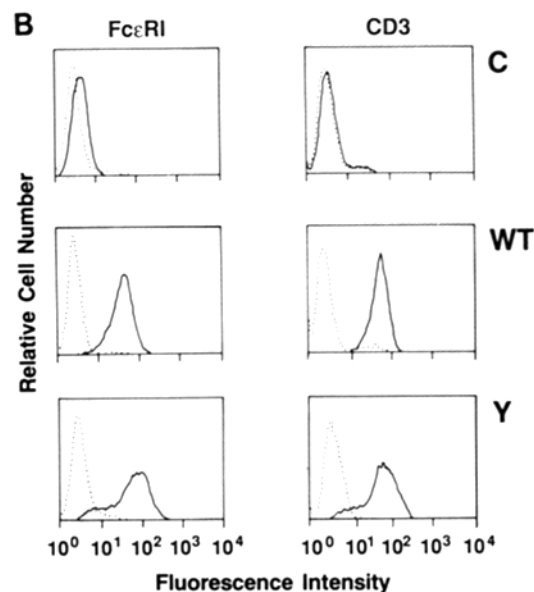 B
FcεRI CD3
C
WT
Y
Relative Cell Number
10⁰ 10¹ 10² 10³ 10⁴ 10⁰ 10¹ 10² 10³ 10⁴
Fluorescence Intensity